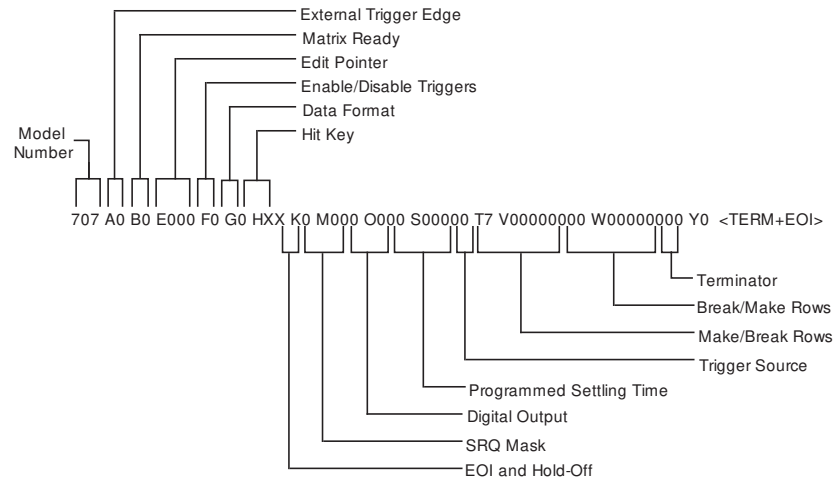 External Trigger Edge
Matrix Ready
Edit Pointer
Enable/Disable Triggers
Data Format
Hit Key
Model
Number
707 A0 B0 E000 F0 G0 HXX K0 M000 O000 S00000 T7 V00000000 W00000000 Y0 <TERM+EOI>
Terminator
Break/Make Rows
Make/Break Rows
Trigger Source
Programmed Settling Time
Digital Output
SRQ Mask
EOI and Hold-Off